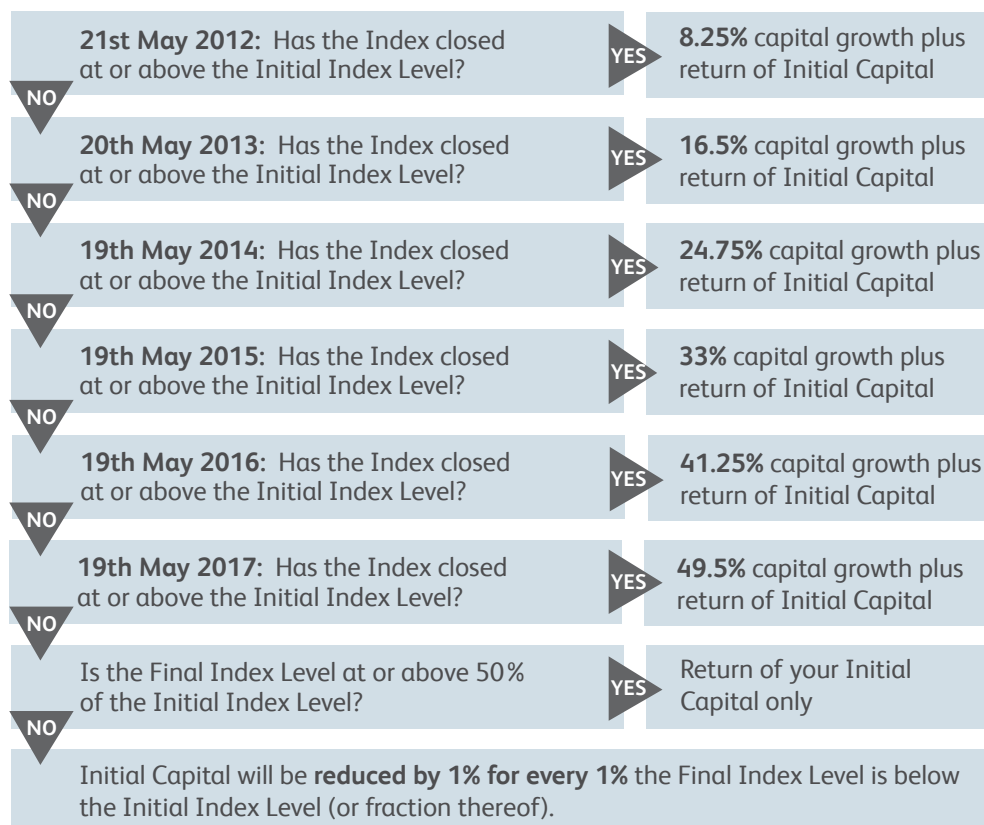 21st May 2012: Has the Index closed
at or above the Initial Index Level?
YES
8.25% capital growth plus
return of Initial Capital
NO
20th May 2013: Has the Index closed
at or above the Initial Index Level?
YES
16.5% capital growth plus
return of Initial Capital
NO
19th May 2014: Has the Index closed
at or above the Initial Index Level?
YES
24.75% capital growth plus
return of Initial Capital
NO
19th May 2015: Has the Index closed
at or above the Initial Index Level?
YES
33% capital growth plus
return of Initial Capital
NO
19th May 2016: Has the Index closed
at or above the Initial Index Level?
YES
41.25% capital growth plus
return of Initial Capital
NO
19th May 2017: Has the Index closed
at or above the Initial Index Level?
YES
49.5% capital growth plus
return of Initial Capital
NO
Is the Final Index Level at or above 50%
of the Initial Index Level?
YES
Return of your Initial
Capital only
NO
Initial Capital will be reduced by 1% for every 1% the Final Index Level is below
the Initial Index Level (or fraction thereof).